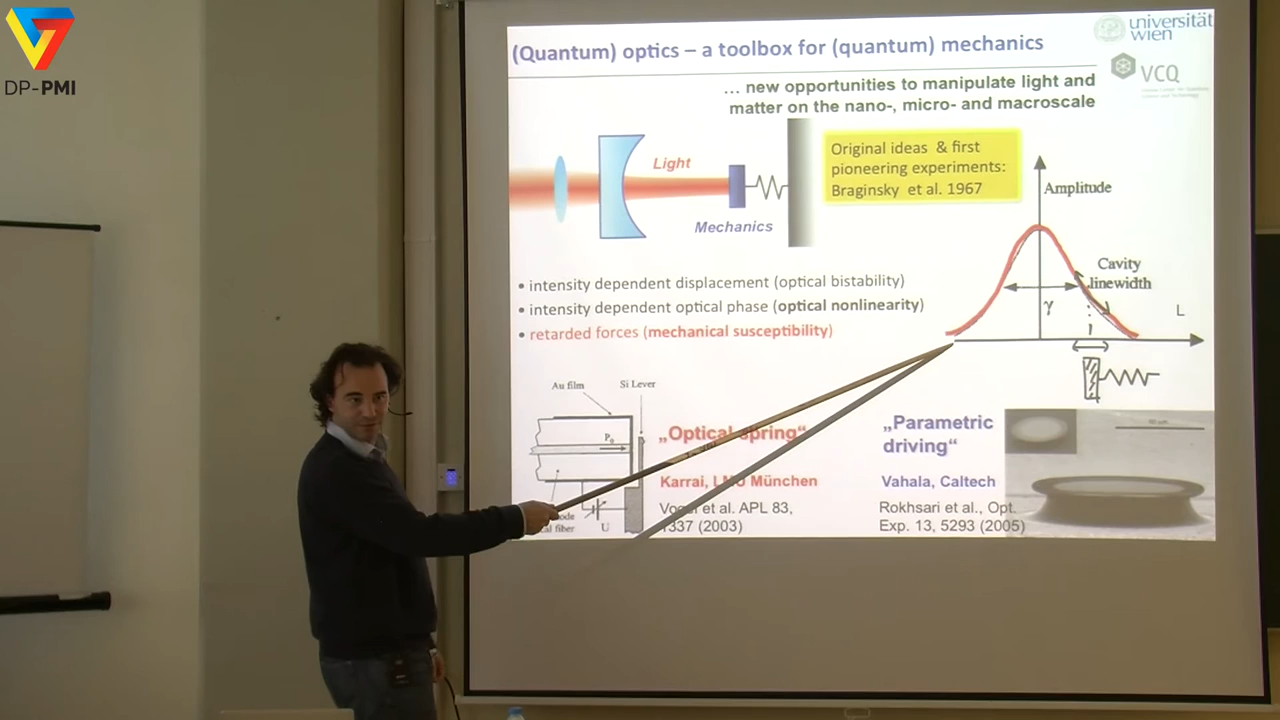 DP-PMI
(Quantum) optics – a toolbox for (quantum) mechanics
universität
wien
VCQ
... new opportunities to manipulate light and
matter on the nano-, micro- and macroscale
Light
Mechanics
Original ideas & first
pioneering experiments:
Braginsky et al. 1967
Amplitude
Cavity
linewidth
γ
L
• intensity dependent displacement (optical bistability)
• intensity dependent optical phase (optical nonlinearity)
• retarded forces (mechanical susceptibility)
Au film
Si Lever
P₀
U
„Optical spring“
Karrai, LMU München
et al. APL 83,
1337 (2003)
„Parametric
driving“
Vahala, Caltech
Rokhsari et al., Opt.
Exp. 13, 5293 (2005)